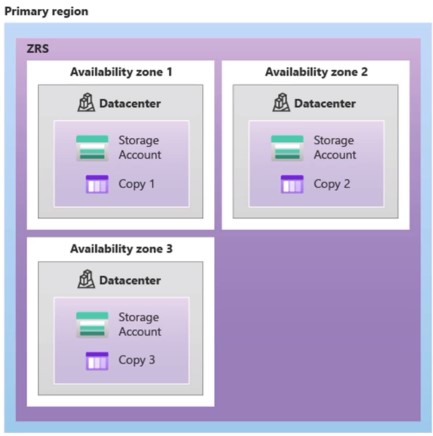 Primary region
ZRS
Availability zone 1
Datacenter
Storage
Account
Copy 1
Availability zone 2
Datacenter
Storage
Account
Copy 2
Availability zone 3
Datacenter
Storage
Account
Copy 3